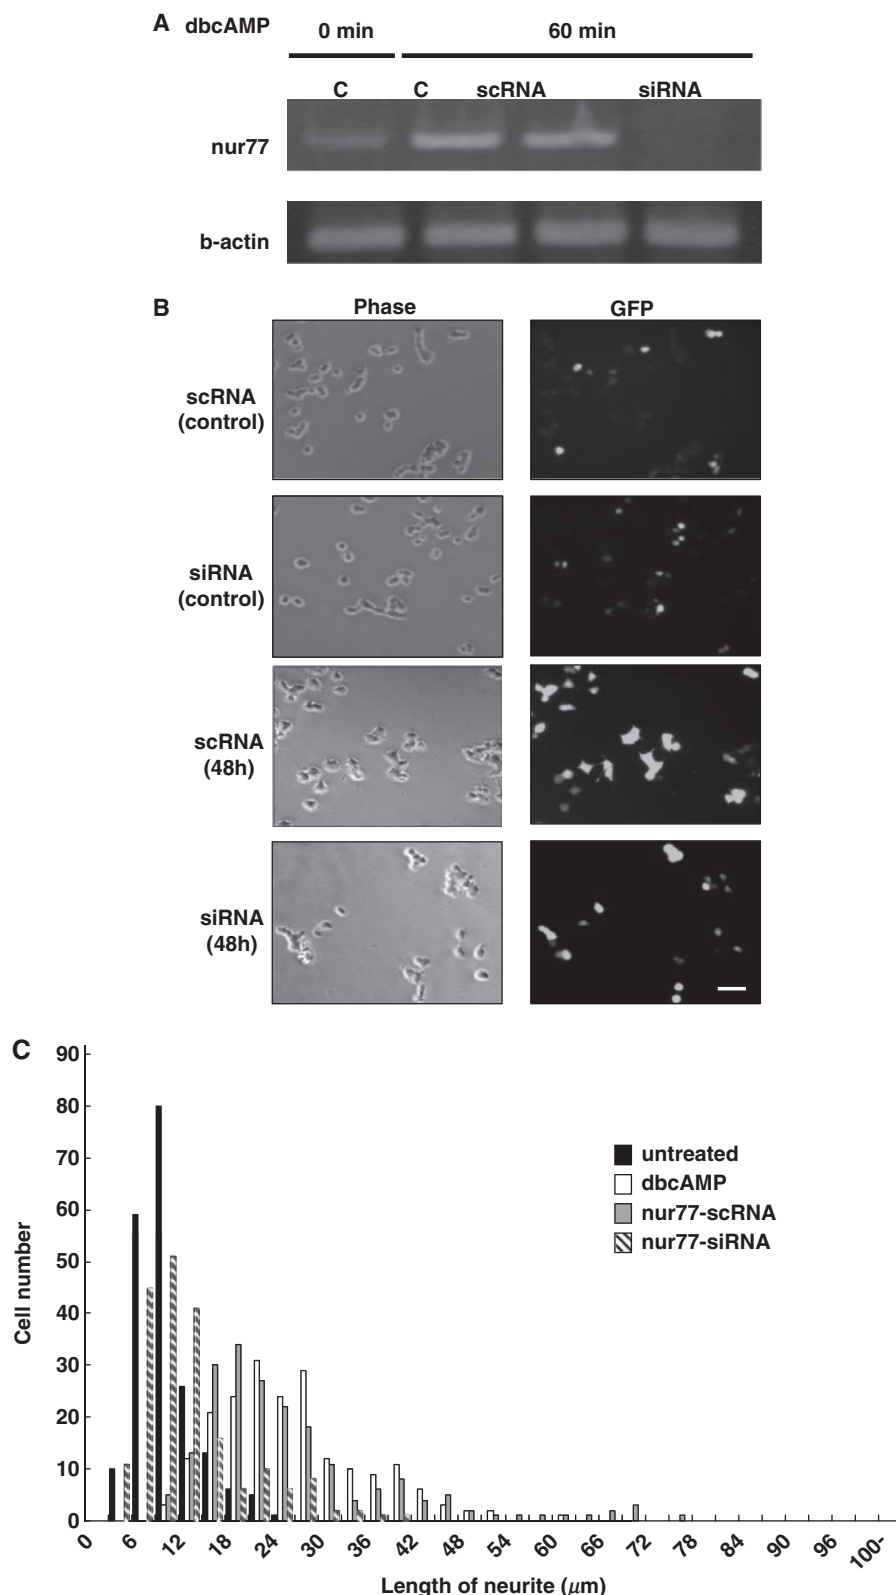 A dbcAMP 0 min 60 min
C C scRNA siRNA
nur77
b-actin
B Phase GFP
scRNA
(control)
siRNA
(control)
scRNA
(48h)
siRNA
(48h)
C
90
80
70
60
50
40
30
20
10
0
Cell number
untreated
dbcAMP
nur77-scRNA
nur77-siRNA
0 6 12 18 24 30 36 42 48 54 60 66 72 78 84 90 96 100-
Length of neurite (μm)